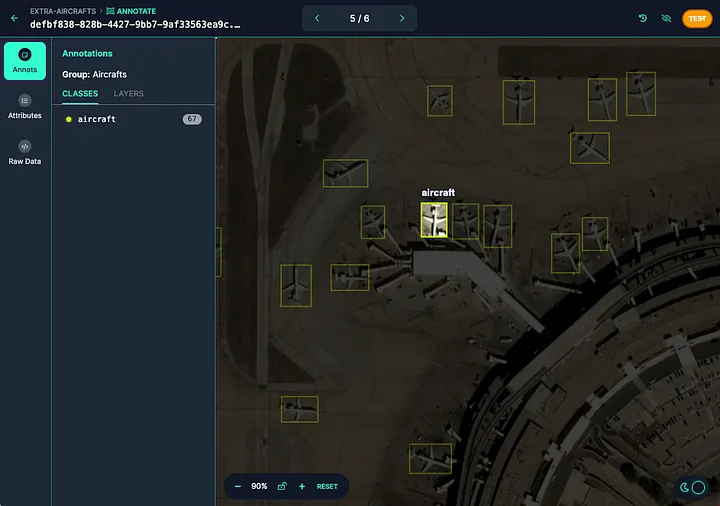 EXTRA-AIRCRAFTS > ANNOTATE
defbf838-828b-4427-9bb7-9af33563ea9c.…
5 / 6
TEST
Annots
Attributes
Raw Data
Annotations
Group: Aircrafts
CLASSES LAYERS
aircraft 67
aircraft
90% RESET